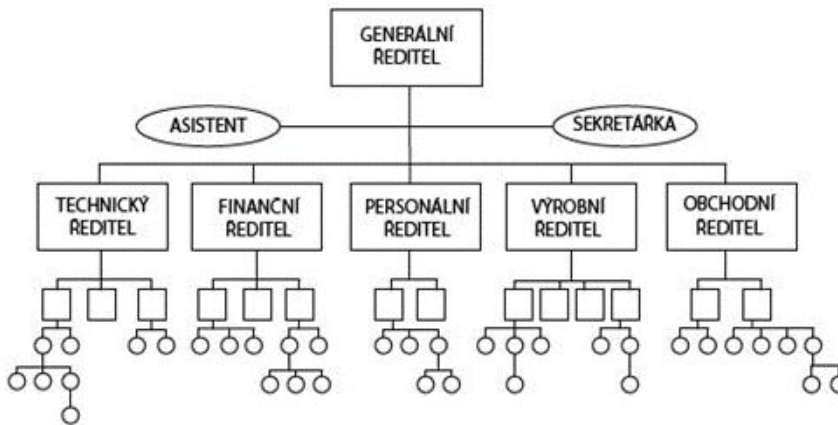 GENERÁLNÍ
ŘEDITEL
ASISTENT
SEKRETÁŘKA
TECHNICKÝ
ŘEDITEL
FINANČNÍ
ŘEDITEL
PERSONÁLNÍ
ŘEDITEL
VÝROBNÍ
ŘEDITEL
OBCHODNÍ
ŘEDITEL